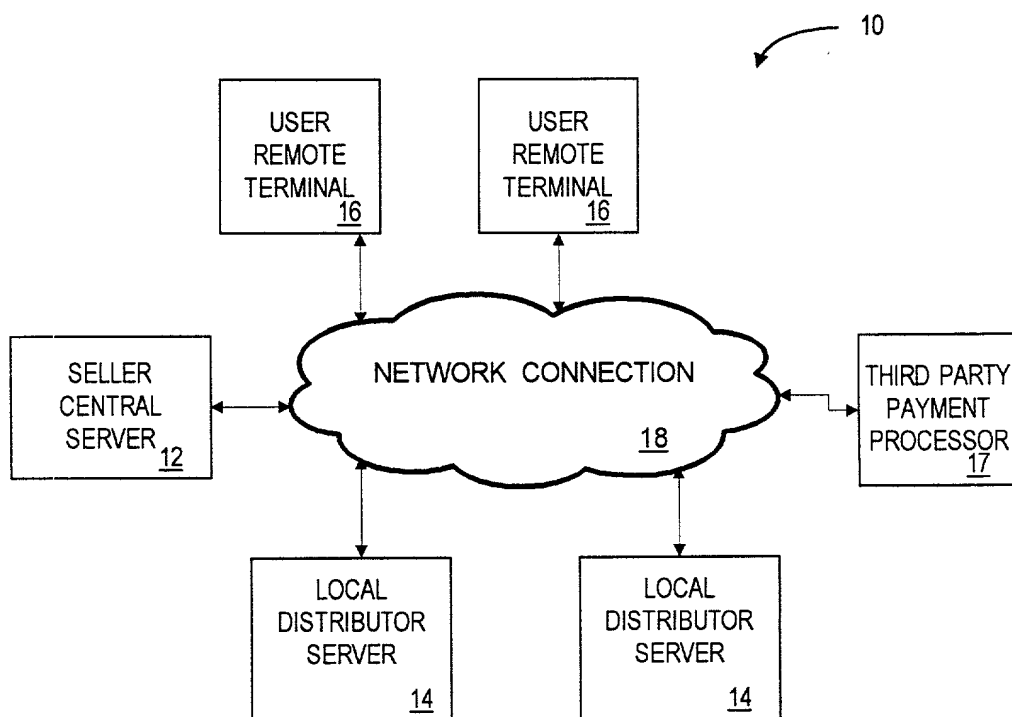 10
USER
REMOTE
TERMINAL
16
USER
REMOTE
TERMINAL
16
SELLER
CENTRAL
SERVER
12
NETWORK CONNECTION
18
THIRD PARTY
PAYMENT
PROCESSOR
17
LOCAL
DISTRIBUTOR
SERVER
14
LOCAL
DISTRIBUTOR
SERVER
14